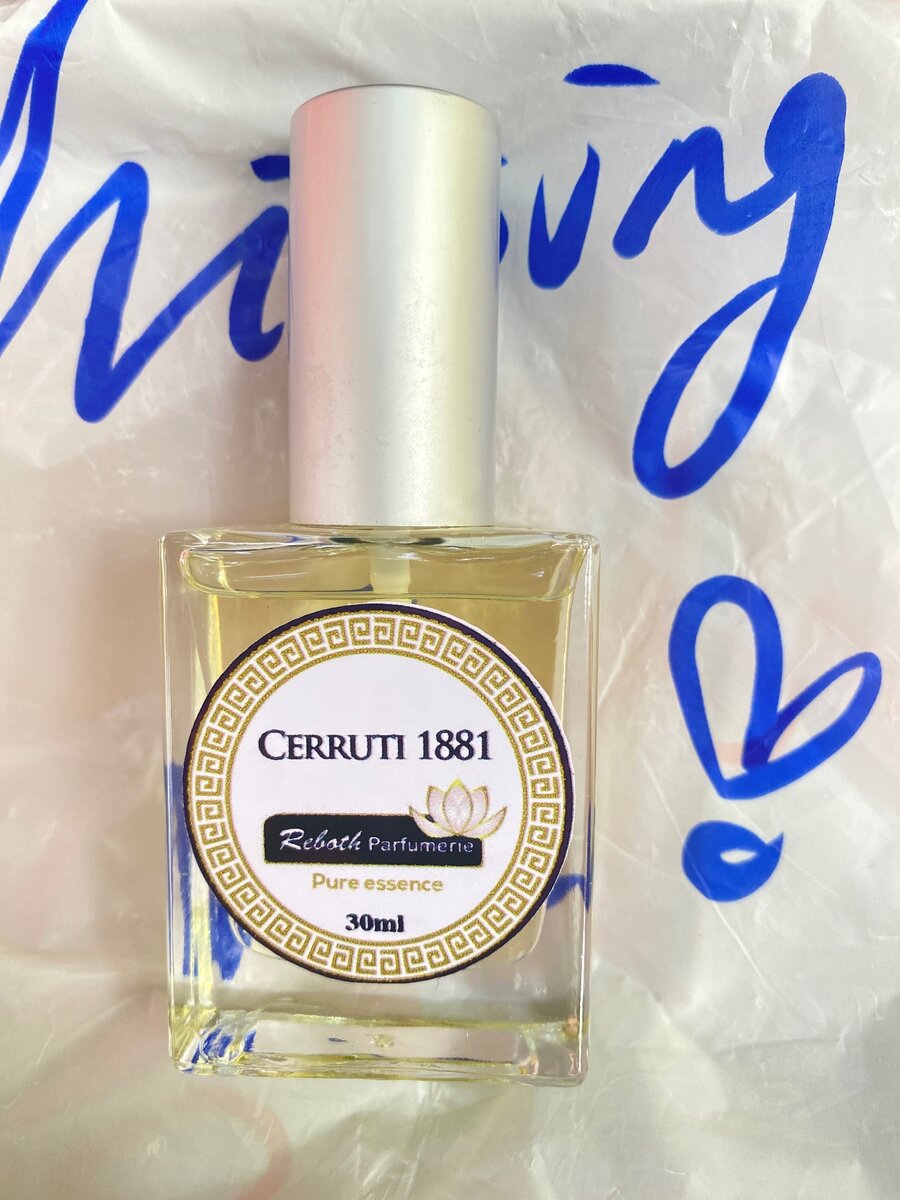 CERRUTI 1881
Reboth Parfumerie
Pure essence
30ml